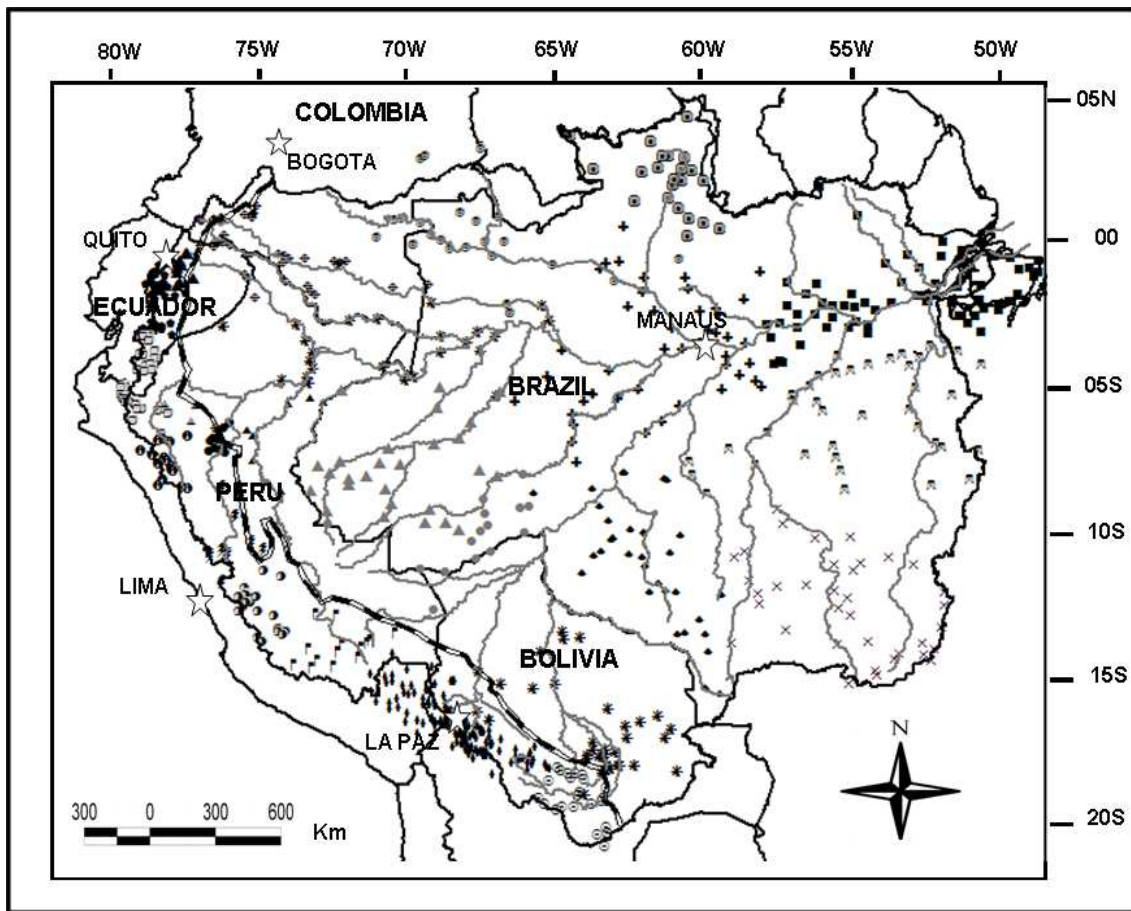 80W 75W 70W 65W 60W 55W 50W
05N
COLOMBIA
BOGOTA
QUITO
00
ECUADOR
MANAUS
BRAZIL
05S
PERU
10S
LIMA
BOLIVIA
15S
LA PAZ
N
300 0 300 600
Km
20S